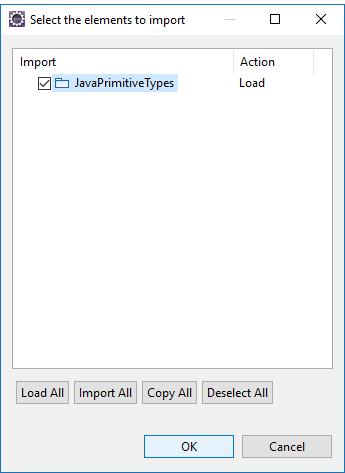 Select the elements to import
Import Action
JavaPrimitiveTypes Load
Load All Import All Copy All Deselect All
OK Cancel